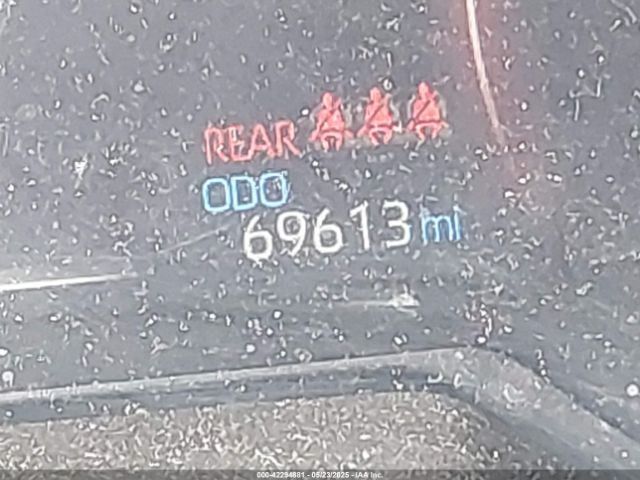 REAR
ODO
69613 mi
000-42294881 - 05/23/2025 - IAA Inc.